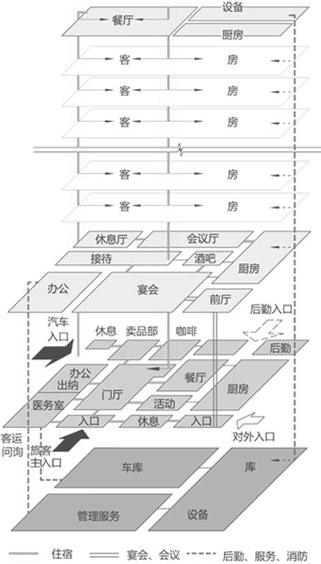 设备
餐厅
厨房
客 房
客 房
客 房
客 房
客 房
休息厅 会议厅
接待 酒吧
厨房
办公 宴会 前厅
后勤入口
汽车
入口
休息 卖品部 咖啡
后勤
办公
出纳
餐厅
门厅
厨房
医务室
活动
入口 休息 入口
客运
问询
旅客
主入口
对外入口
车库 库
管理服务 设备
住宿 宴会、会议 后勤、服务、消防